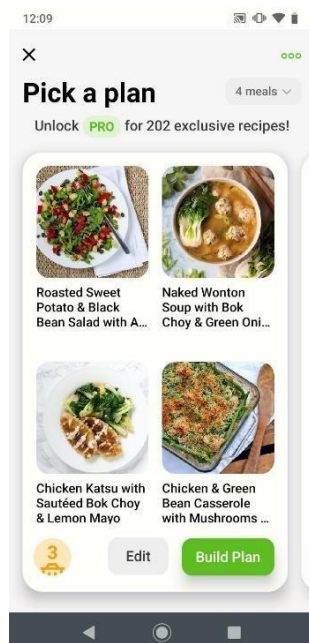 12:09
Pick a plan
4 meals
Unlock PRO for 202 exclusive recipes!
Roasted Sweet
Potato & Black
Bean Salad with A...
Naked Wonton
Soup with Bok
Choy & Green Oni...
Chicken Katsu with
Sautéed Bok Choy
& Lemon Mayo
Chicken & Green
Bean Casserole
with Mushrooms ...
3
Edit
Build Plan